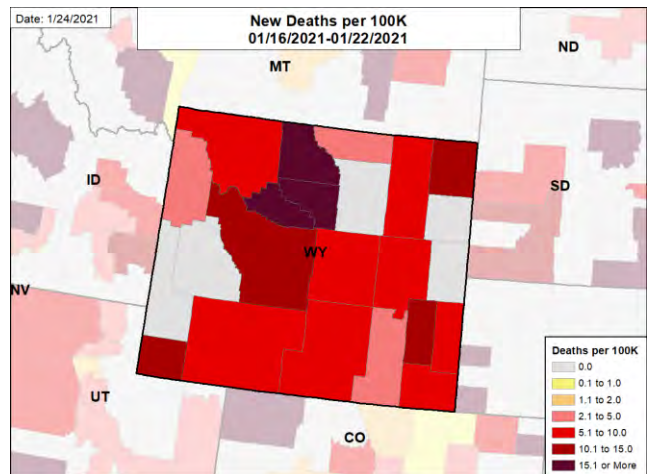 Date: 1/24/2021
New Deaths per 100K
01/16/2021-01/22/2021
MT
ND
ID
SD
WY
NV
UT
CO
Deaths per 100K
0.0
0.1 to 1.0
1.1 to 2.0
2.1 to 5.0
5.1 to 10.0
10.1 to 15.0
15.1 or More